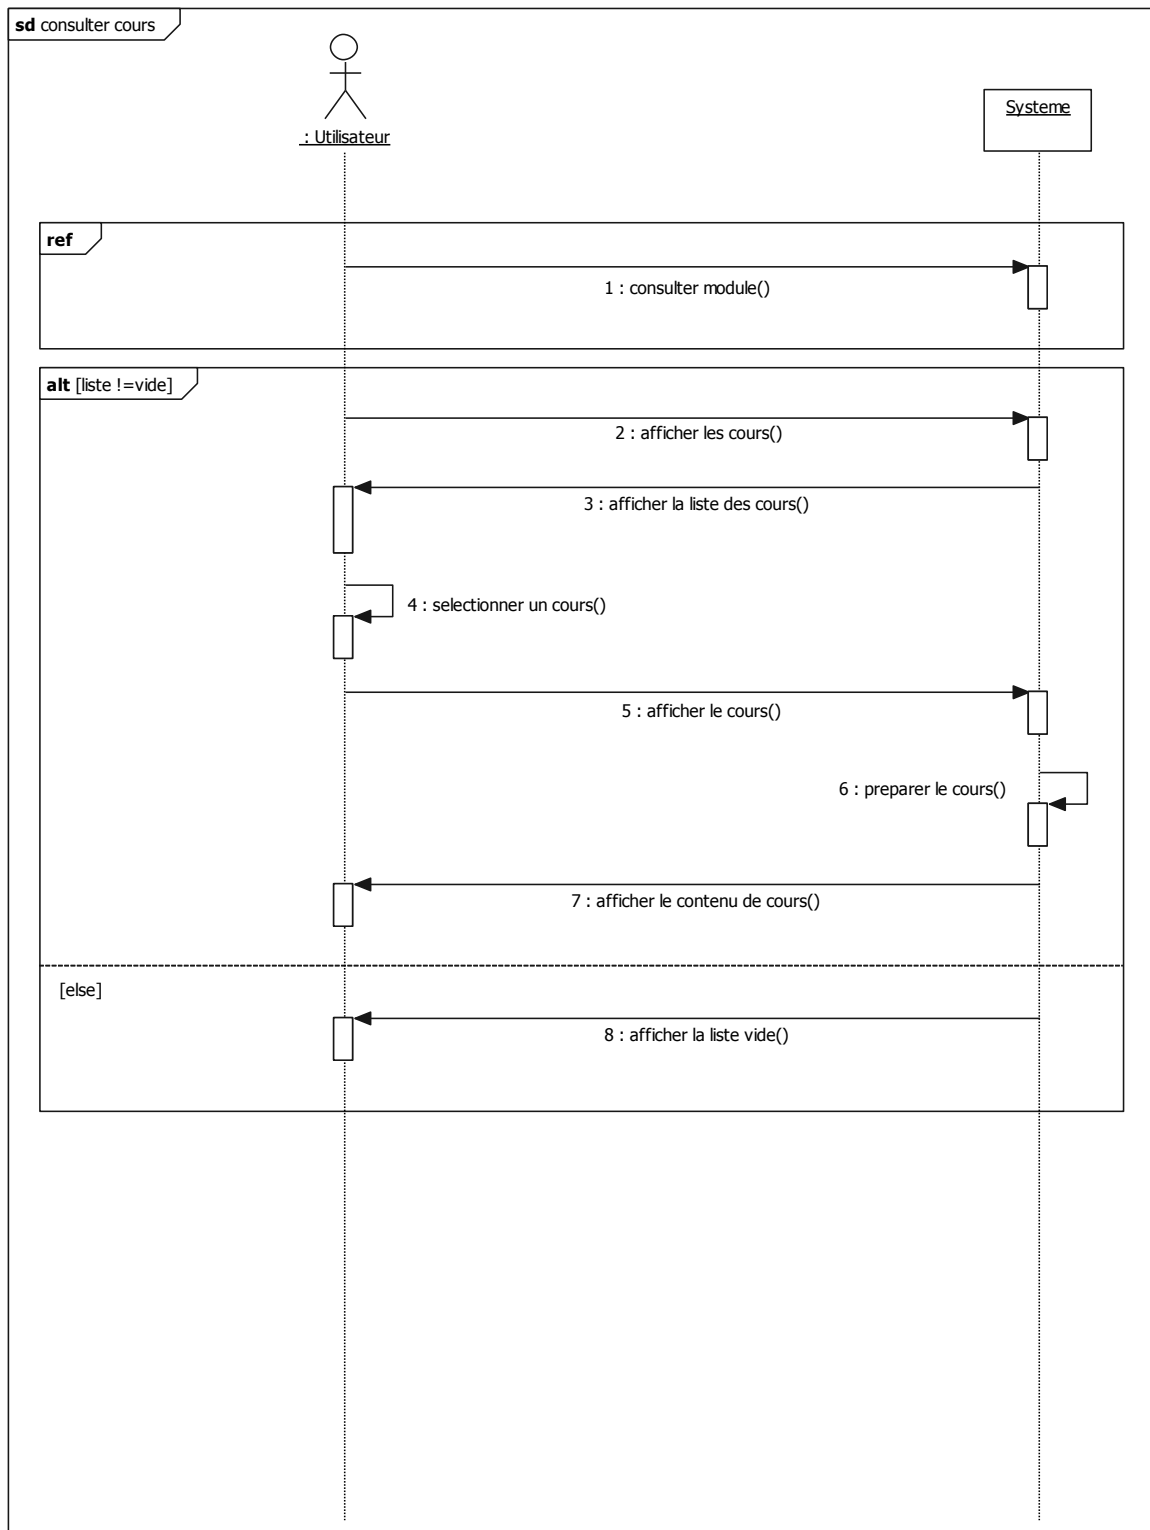 sd consulter cours
Systeme
: Utilisateur
ref
1 : consulter module()
alt [liste !=vide]
2 : afficher les cours()
3 : afficher la liste des cours()
4 : selectionner un cours()
5 : afficher le cours()
6 : preparer le cours()
7 : afficher le contenu de cours()
[else]
8 : afficher la liste vide()